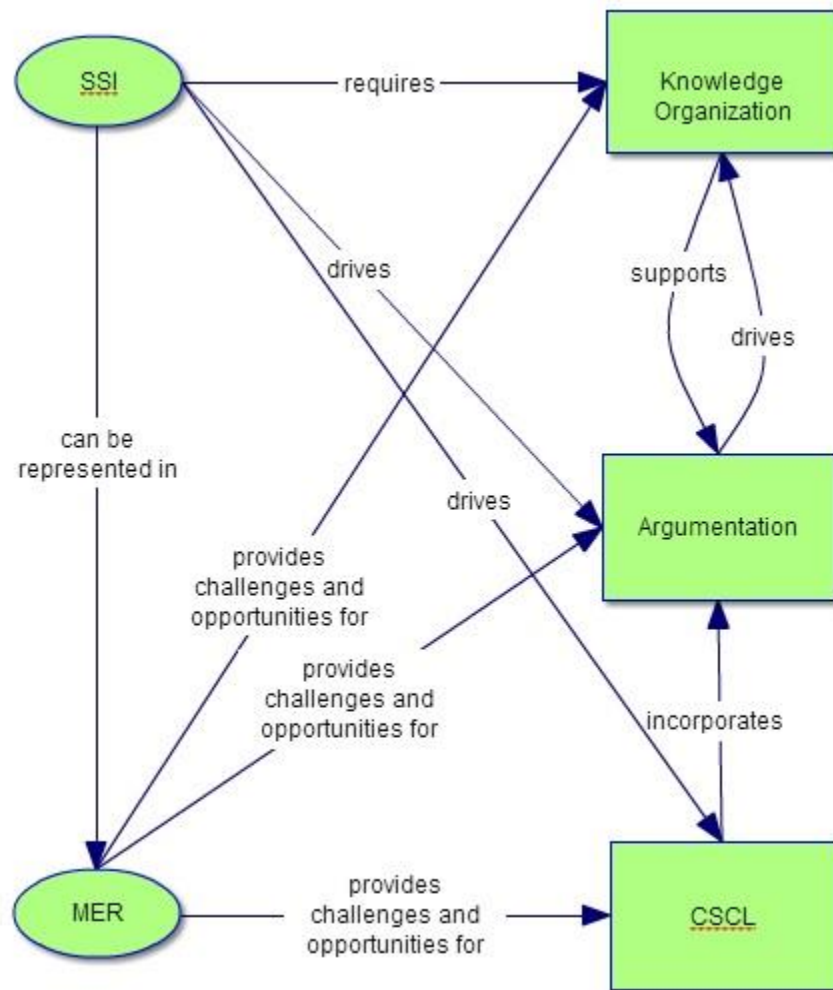 SSI
requires
Knowledge
Organization
drives
supports
drives
can be
represented in
drives
Argumentation
provides
challenges and
opportunities for
provides
challenges and
opportunities for
incorporates
MER
provides
challenges and
opportunities for
CSCL